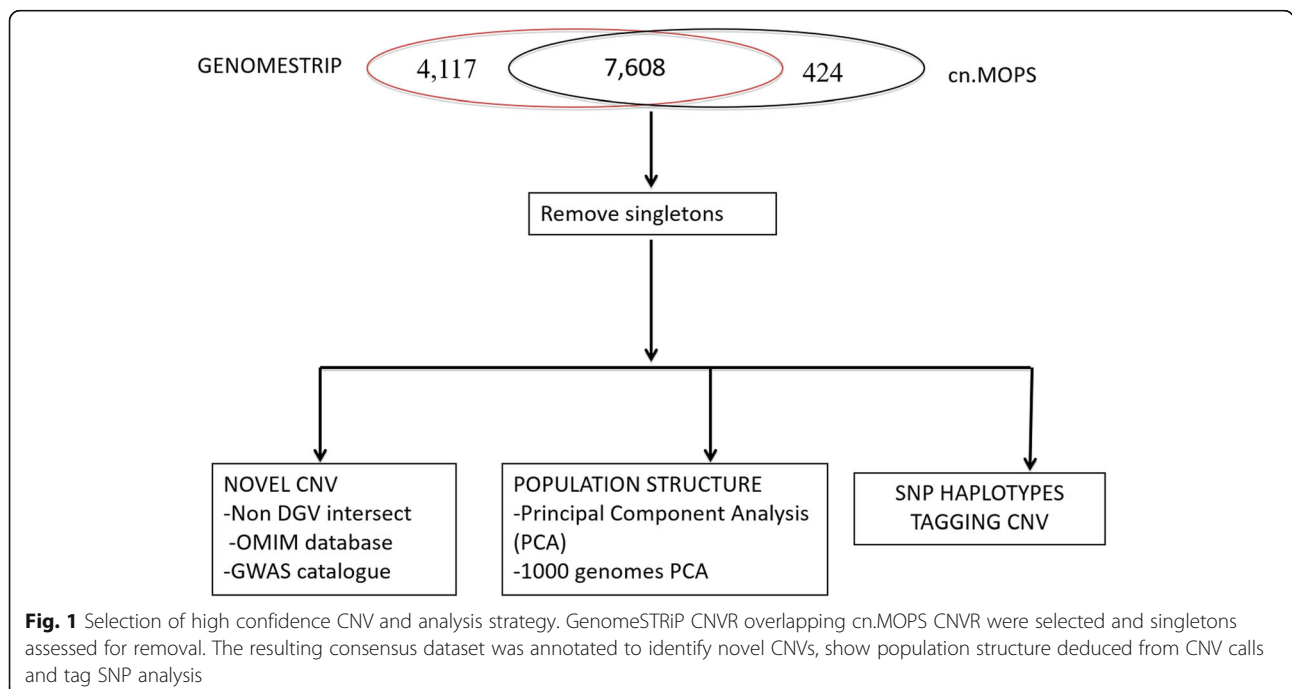 GENOMESTRIP 4,117 7,608 424 cn.MOPS
Remove singletons
NOVEL CNV
-Non DGV intersect
-OMIM database
-GWAS catalogue
POPULATION STRUCTURE
-Principal Component Analysis
(PCA)
-1000 genomes PCA
SNP HAPLOTYPES
TAGGING CNV
Fig. 1 Selection of high confidence CNV and analysis strategy. GenomeSTRiP CNVR overlapping cn.MOPS CNVR were selected and singletons
assessed for removal. The resulting consensus dataset was annotated to identify novel CNVs, show population structure deduced from CNV calls
and tag SNP analysis